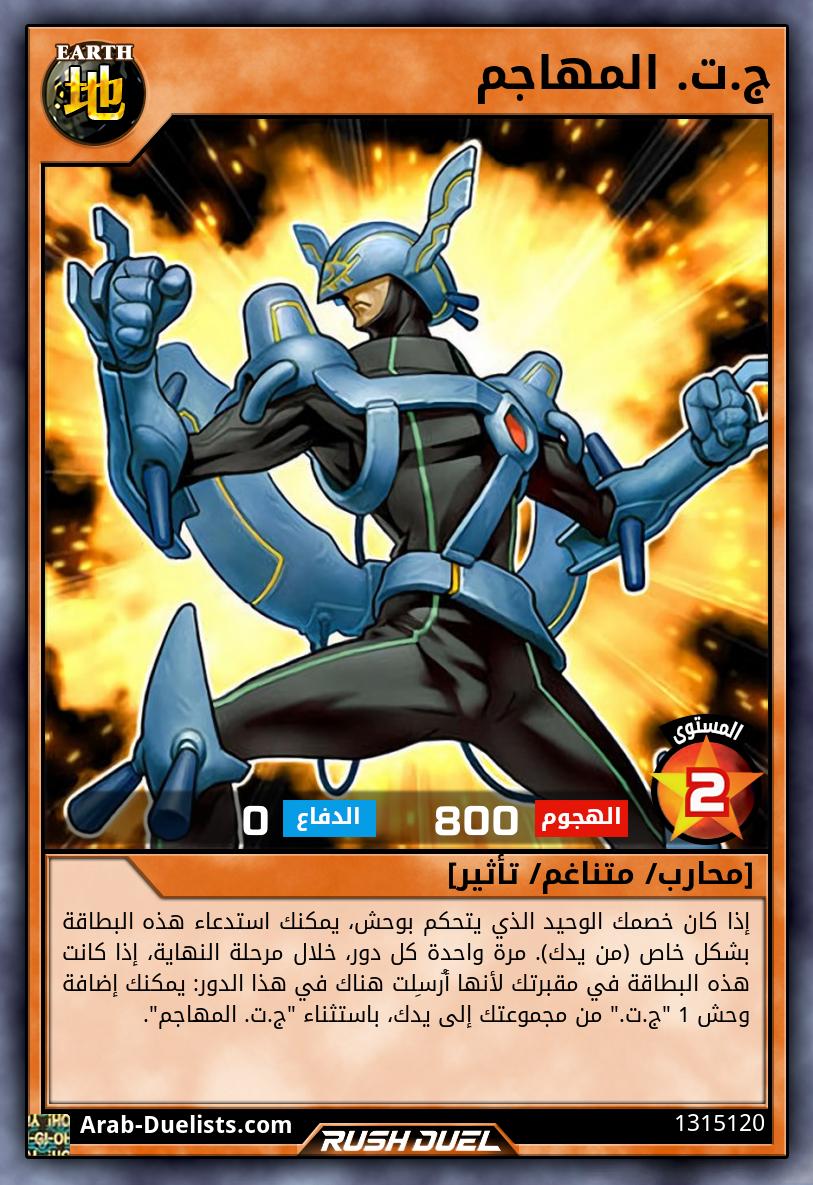 EARTH
地
ج.ت. المهاجم
المستوى
2
الهجوم 800 الدفاع 0
[محارب/ متناغم/ تأثير]
إذا كان خصمك الوحيد الذي يتحكم بوحش، يمكنك استدعاء هذه البطاقة
بشكل خاص (من يدك). مرة واحدة كل دور، خلال مرحلة النهاية، إذا كانت
هذه البطاقة في مقبرتك لأنها أُرسِلت هناك في هذا الدور: يمكنك إضافة
وحش 1 "ج.ت." من مجموعتك إلى يدك، باستثناء "ج.ت. المهاجم".
Arab-Duelists.com
RUSH DUEL
1315120